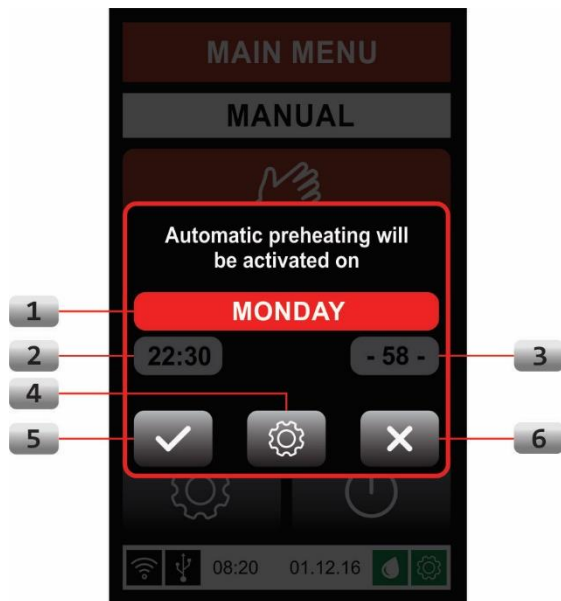 MAIN MENU
MANUAL
Automatic preheating will
be activated on
1
MONDAY
2
22:30
- 58 -
3
4
5
6
08:20
01.12.16